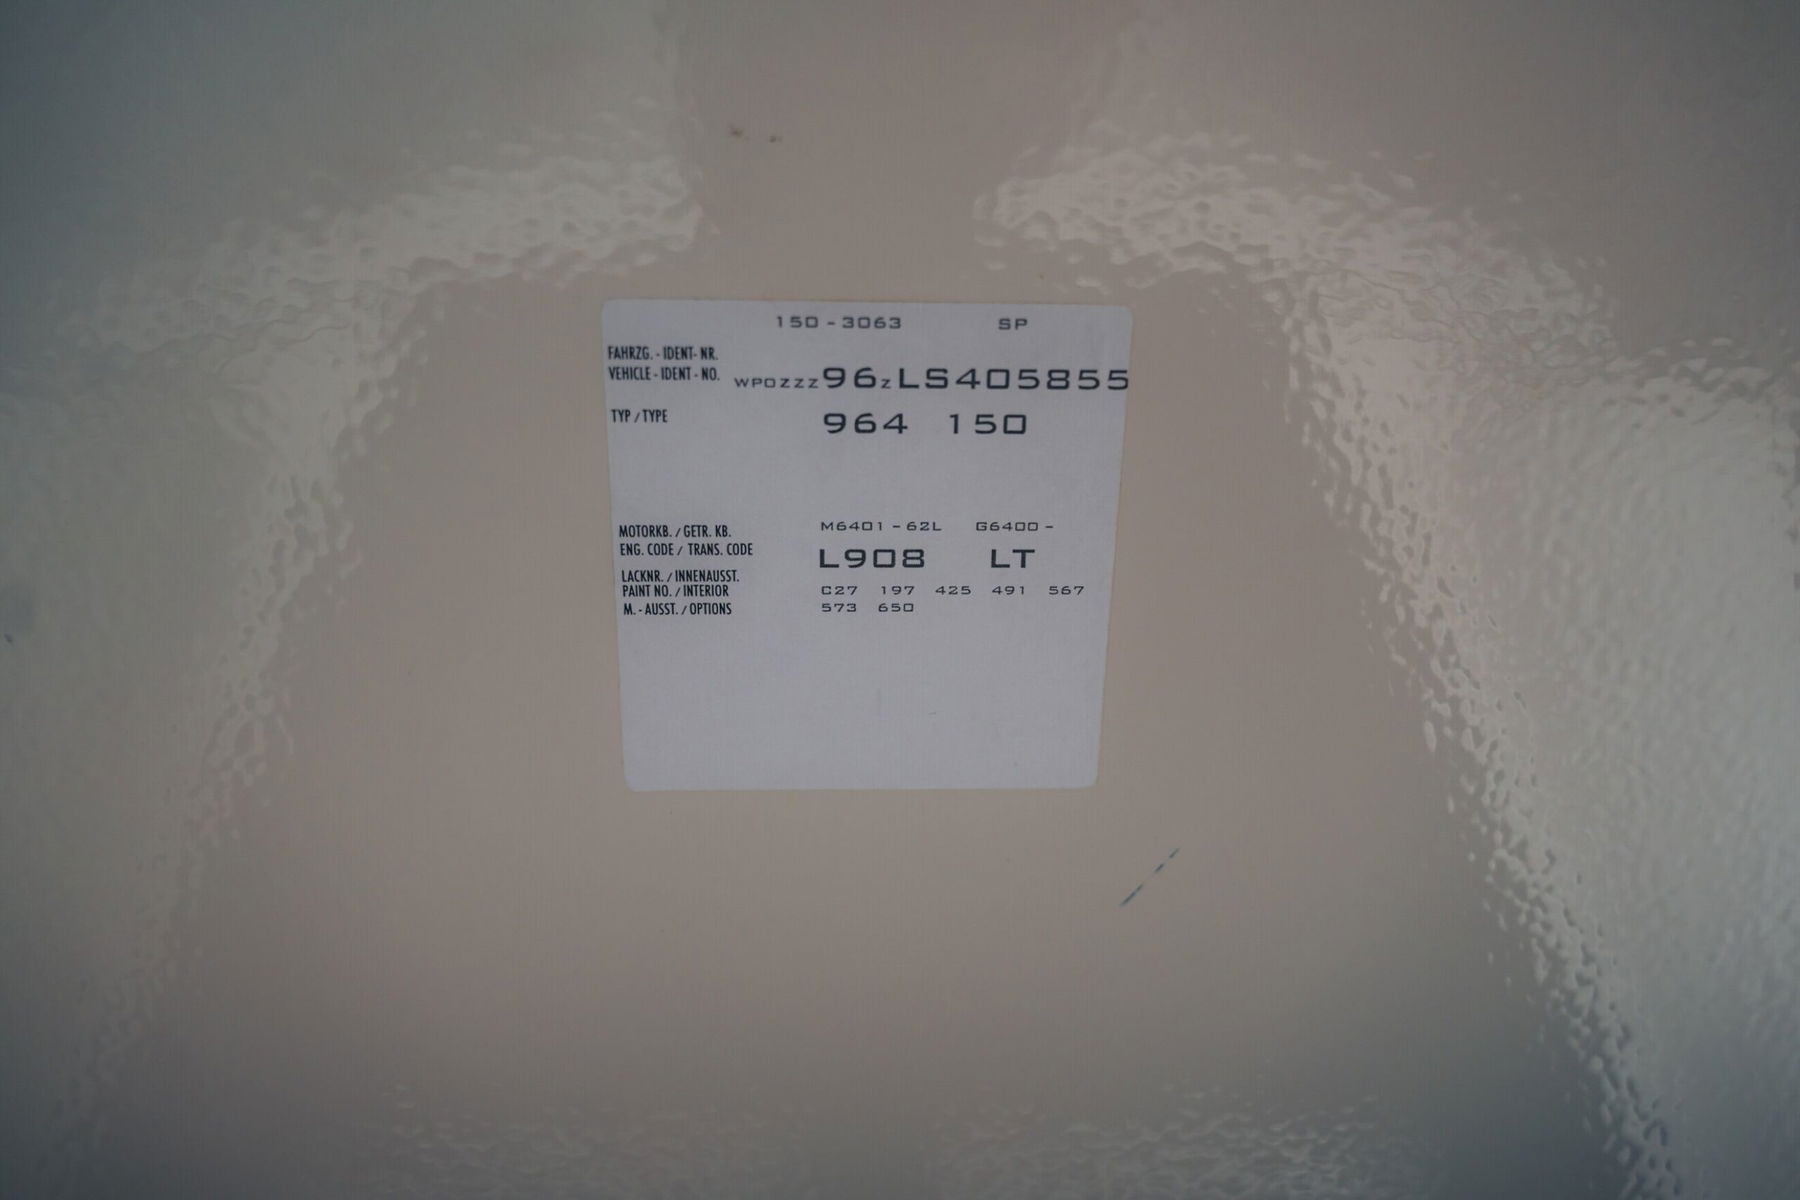 150 - 3063 SP
FAHRZG. - IDENT- NR.
VEHICLE - IDENT - NO. WP0ZZZ96ZLS405855
TYP / TYPE 964 150
MOTORKB. / GETR. KB. M6401 - 62L G6400 -
ENG. CODE / TRANS. CODE L908 LT
LACKNR. / INNENAUSST.
PAINT NO. / INTERIOR C27 197 425 491 567
M. - AUSST. / OPTIONS 573 650